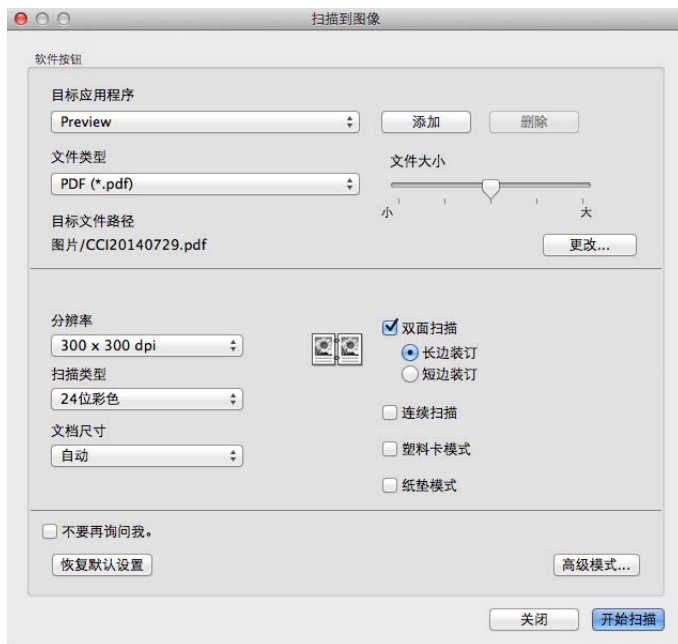 扫描到图像
软件按钮
目标应用程序
Preview
添加
删除
文件类型
文件大小
PDF (*.pdf)
小
大
目标文件路径
图片/CCI20140729.pdf
更改...
分辨率
双面扫描
300 x 300 dpi
长边装订
扫描类型
短边装订
24位彩色
连续扫描
文档尺寸
自动
塑料卡模式
纸垫模式
不要再询问我。
恢复默认设置
高级模式...
关闭
开始扫描